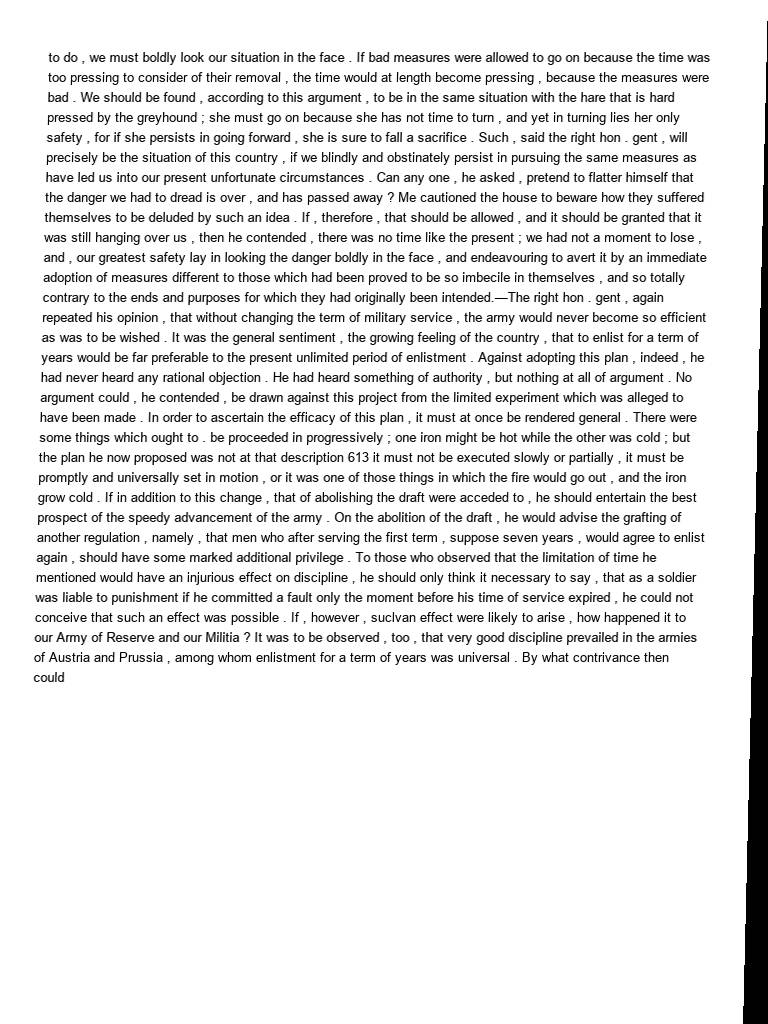 to do , we must boldly look our situation in the face . If bad measures were allowed to go on because the time was
too pressing to consider of their removal , the time would at length become pressing , because the measures were
bad . We should be found , according to this argument , to be in the same situation with the hare that is hard
pressed by the greyhound ; she must go on because she has not time to turn , and yet in turning lies her only
safety , for if she persists in going forward , she is sure to fall a sacrifice . Such , said the right hon . gent , will
precisely be the situation of this country , if we blindly and obstinately persist in pursuing the same measures as
have led us into our present unfortunate circumstances . Can any one , he asked , pretend to flatter himself that
the danger we had to dread is over , and has passed away ? Me cautioned the house to beware how they suffered
themselves to be deluded by such an idea . If , therefore , that should be allowed , and it should be granted that it
was still hanging over us , then he contended , there was no time like the present ; we had not a moment to lose ,
and , our greatest safety lay in looking the danger boldly in the face , and endeavouring to avert it by an immediate
adoption of measures different to those which had been proved to be so imbecile in themselves , and so totally
contrary to the ends and purposes for which they had originally been intended.—The right hon . gent , again
repeated his opinion , that without changing the term of military service , the army would never become so efficient
as was to be wished . It was the general sentiment , the growing feeling of the country , that to enlist for a term of
years would be far preferable to the present unlimited period of enlistment . Against adopting this plan , indeed , he
had never heard any rational objection . He had heard something of authority , but nothing at all of argument . No
argument could , he contended , be drawn against this project from the limited experiment which was alleged to
have been made . In order to ascertain the efficacy of this plan , it must at once be rendered general . There were
some things which ought to . be proceeded in progressively ; one iron might be hot while the other was cold ; but
the plan he now proposed was not at that description 613 it must not be executed slowly or partially , it must be
promptly and universally set in motion , or it was one of those things in which the fire would go out , and the iron
grow cold . If in addition to this change , that of abolishing the draft were acceded to , he should entertain the best
prospect of the speedy advancement of the army . On the abolition of the draft , he would advise the grafting of
another regulation , namely , that men who after serving the first term , suppose seven years , would agree to enlist
again , should have some marked additional privilege . To those who observed that the limitation of time he
mentioned would have an injurious effect on discipline , he should only think it necessary to say , that as a soldier
was liable to punishment if he committed a fault only the moment before his time of service expired , he could not
conceive that such an effect was possible . If , however , suclvan effect were likely to arise , how happened it to
our Army of Reserve and our Militia ? It was to be observed , too , that very good discipline prevailed in the armies
of Austria and Prussia , among whom enlistment for a term of years was universal . By what contrivance then
could